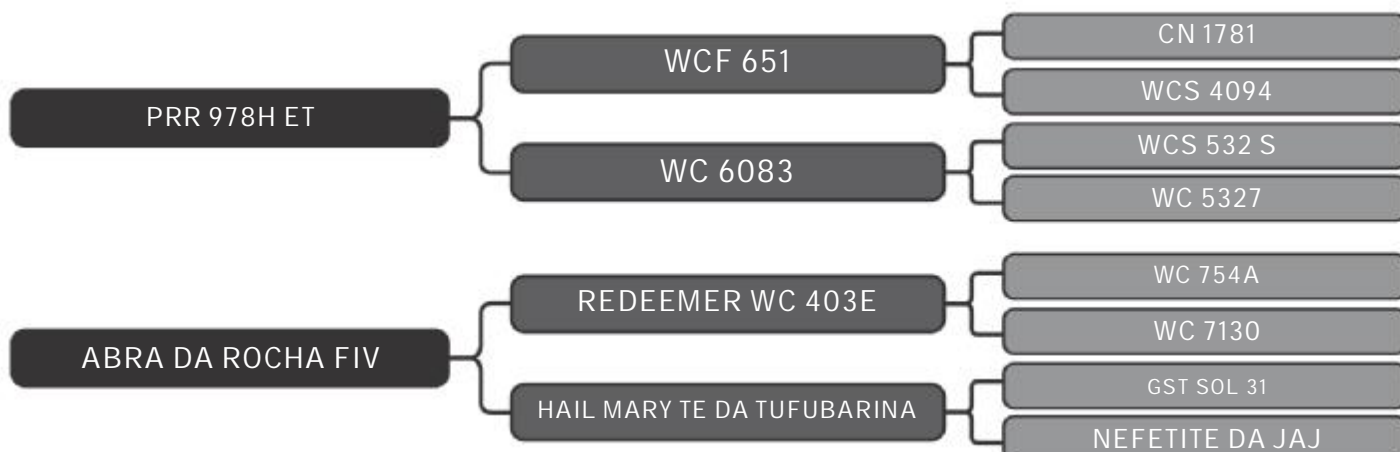 PRR 978H ET
WCF 651
CN 1781
WCS 4094
WC 6083
WCS 532 S
WC 5327
ABRA DA ROCHA FIV
REDEEMER WC 403E
WC 754A
WC 7130
HAIL MARY TE DA TUFUBARINA
GST SOL 31
NEFETITE DA JAJ